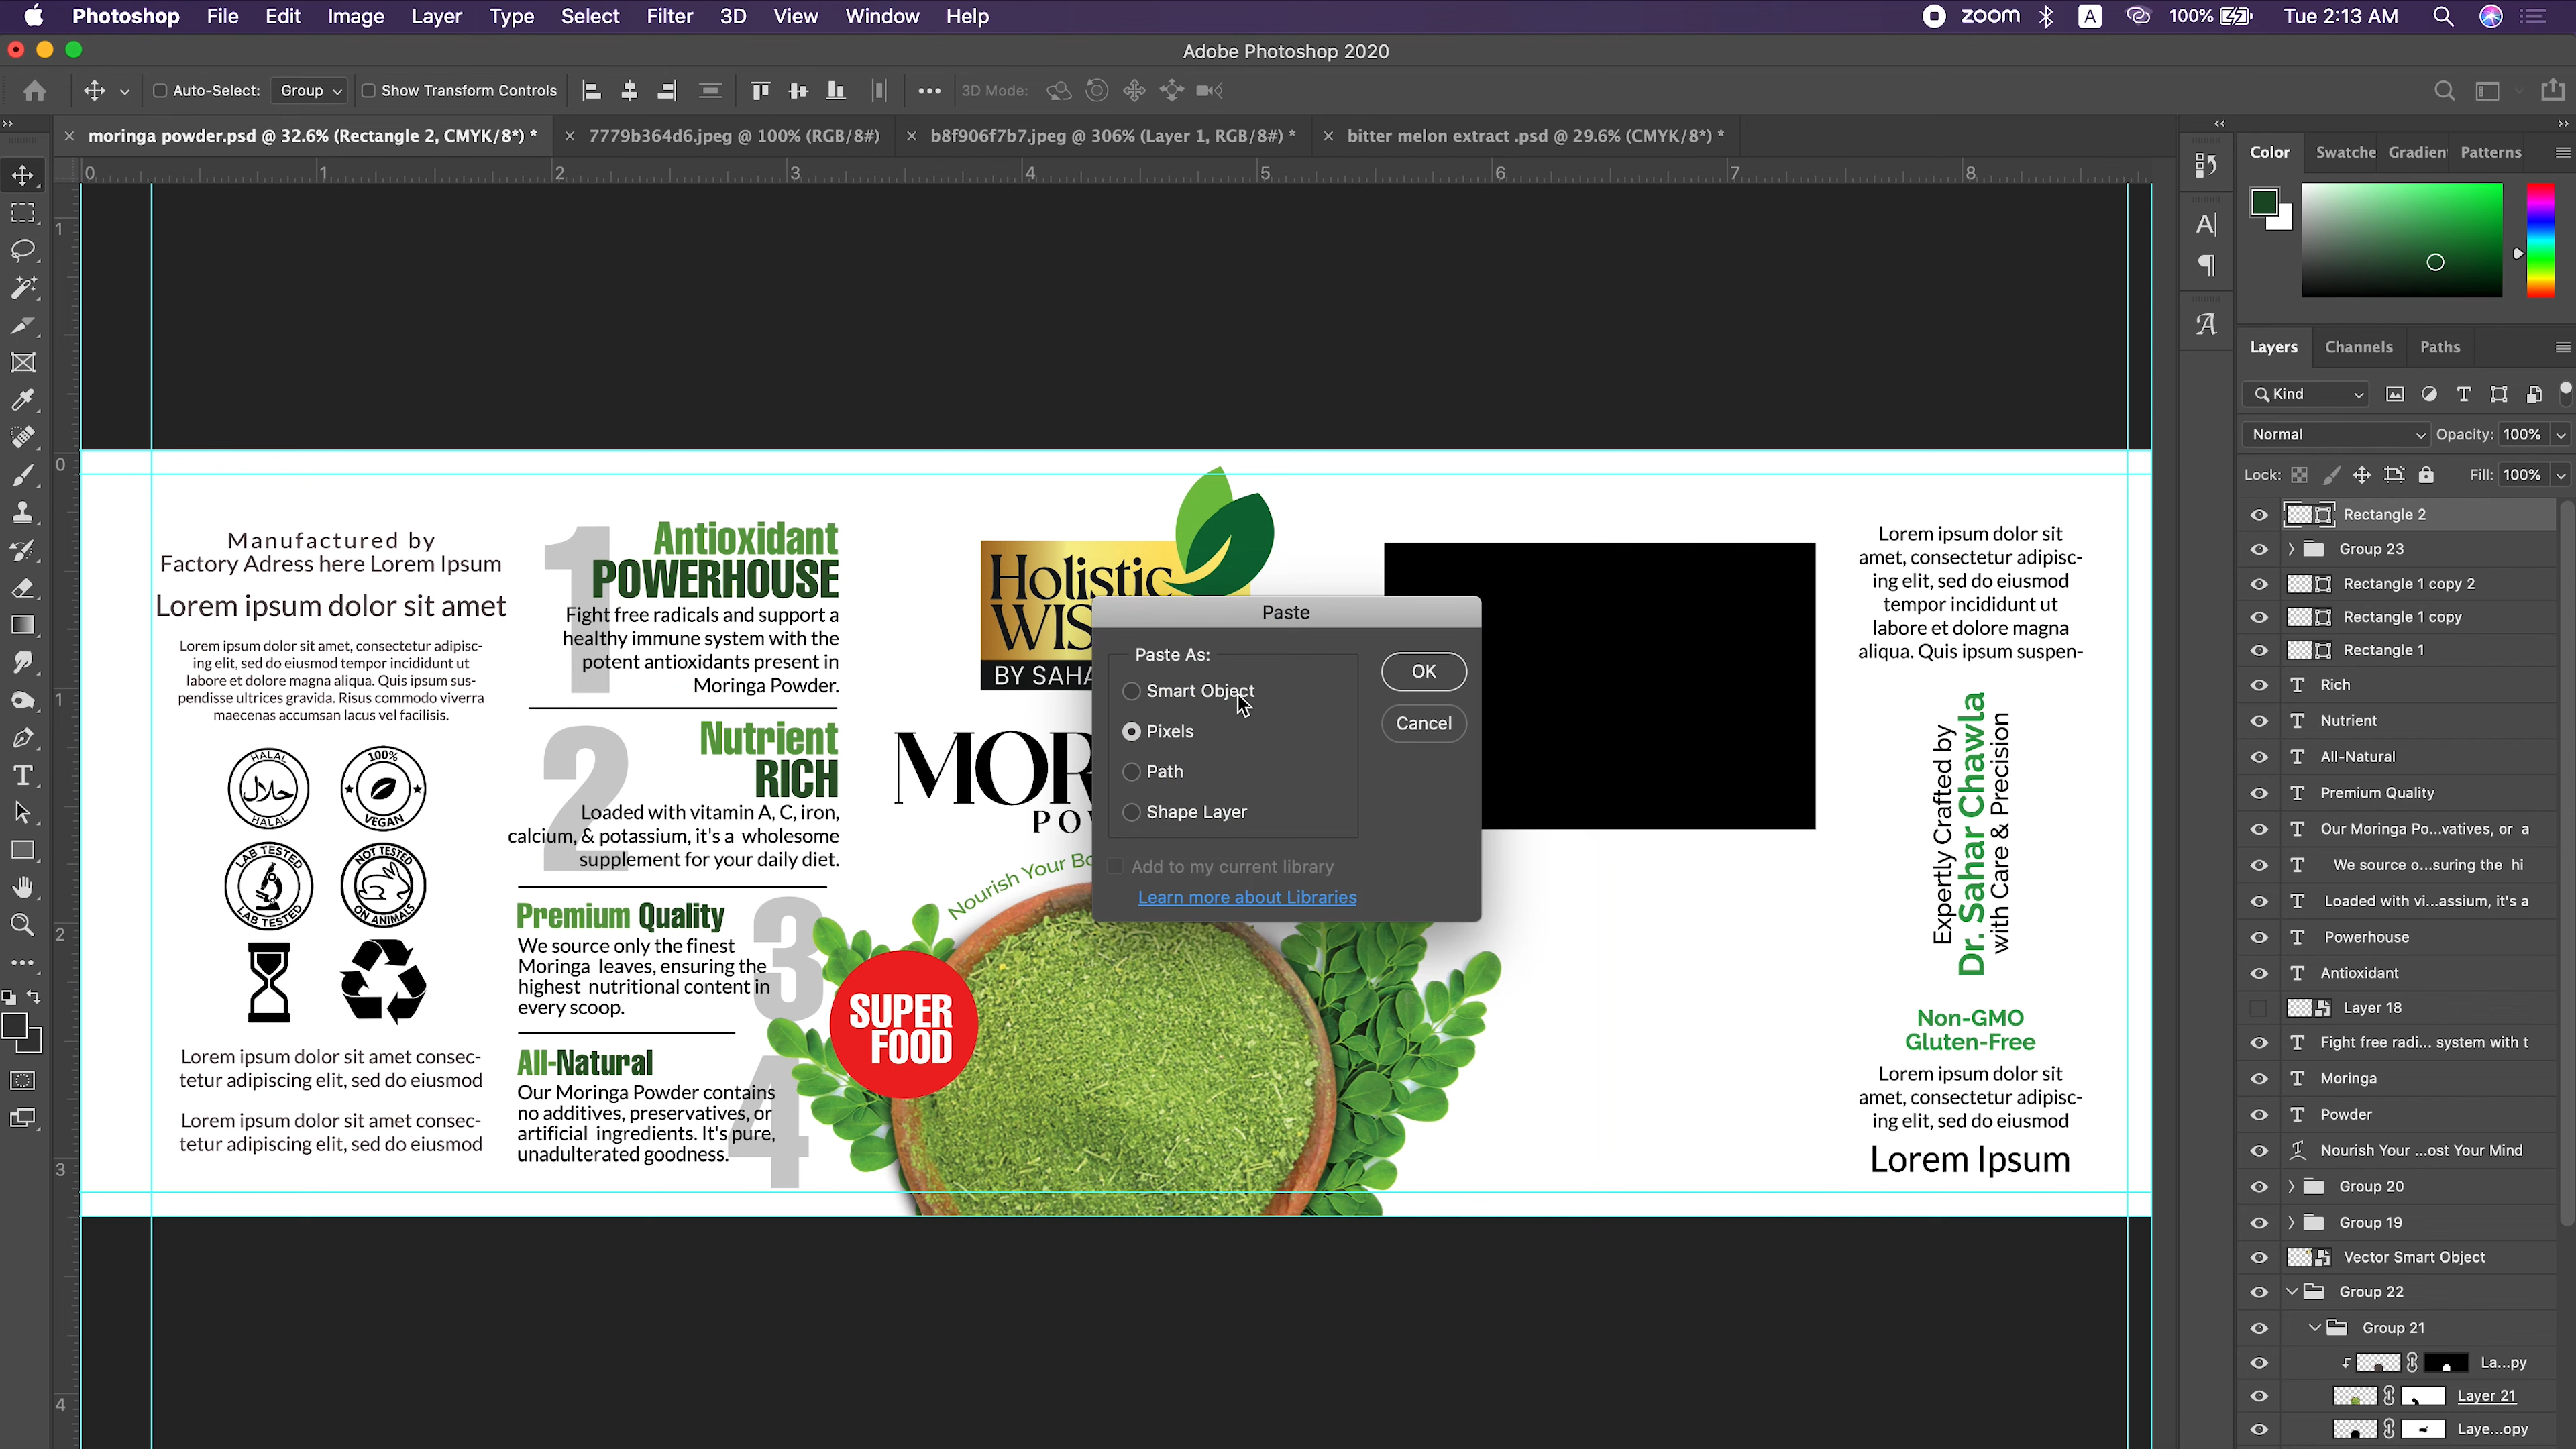 Photoshop File Edit Image Layer Type Select Filter 3D View Window Help zoom A 100% Tue 2:13 AM
Adobe Photoshop 2020
Auto-Select: Group Show Transform Controls 3D Mode:
moringa powder.psd @ 32.6% (Rectangle 2, CMYK/8*) * 7779b364d6.jpeg @ 100% (RGB/8#) b8f906f7b7.jpeg @ 306% (Layer 1, RGB/8#) * bitter melon extract .psd @ 29.6% (CMYK/8*) *
0 1 2 3 4 5 6 7 8
1
0
1
2
3
4
Manufactured by
Factory Adress here Lorem Ipsum
Lorem ipsum dolor sit amet
Lorem ipsum dolor sit amet, consectetur adipisc-
ing elit, sed do eiusmod tempor incididunt ut
labore et dolore magna aliqua. Quis ipsum sus-
pendisse ultrices gravida. Risus commodo viverra
maecenas accumsan lacus vel facilisis.
HALAL
حلال
HALAL
100%
VEGAN
LAB TESTED
LAB TESTED
NOT TESTED
ON ANIMALS
Lorem ipsum dolor sit amet consec-
tetur adipiscing elit, sed do eiusmod
Lorem ipsum dolor sit amet consec-
tetur adipiscing elit, sed do eiusmod
1
Antioxidant
POWERHOUSE
Fight free radicals and support a
healthy immune system with the
potent antioxidants present in
Moringa Powder.
2
Nutrient
RICH
Loaded with vitamin A, C, iron,
calcium, & potassium, it's a wholesome
supplement for your daily diet.
3
Premium Quality
We source only the finest
Moringa leaves, ensuring the
highest nutritional content in
every scoop.
4
All-Natural
Our Moringa Powder contains
no additives, preservatives, or
artificial ingredients. It's pure,
unadulterated goodness.
Holistic
WIS
BY SAHA
MOR
PO
Nourish Your Bo
SUPER
FOOD
Paste
Paste As:
Smart Object
Pixels
Path
Shape Layer
OK
Cancel
Add to my current library
Learn more about Libraries
Lorem ipsum dolor sit
amet, consectetur adipisc-
ing elit, sed do eiusmod
tempor incididunt ut
labore et dolore magna
aliqua. Quis ipsum suspen-
Expertly Crafted by
Dr. Sahar Chawla
with Care & Precision
Non-GMO
Gluten-Free
Lorem ipsum dolor sit
amet, consectetur adipisc-
ing elit, sed do eiusmod
Lorem Ipsum
Color Swatche Gradien Patterns
Layers Channels Paths
Kind
Normal Opacity: 100%
Lock: Fill: 100%
Rectangle 2
Group 23
Rectangle 1 copy 2
Rectangle 1 copy
Rectangle 1
Rich
Nutrient
All-Natural
Premium Quality
Our Moringa Po...vatives, or a
We source o...suring the hi
Loaded with vi...assium, it's a
Powerhouse
Antioxidant
Layer 18
Fight free radi... system with t
Moringa
Powder
Nourish Your ...ost Your Mind
Group 20
Group 19
Vector Smart Object
Group 22
Group 21
La...py
Layer 21
Laye...opy